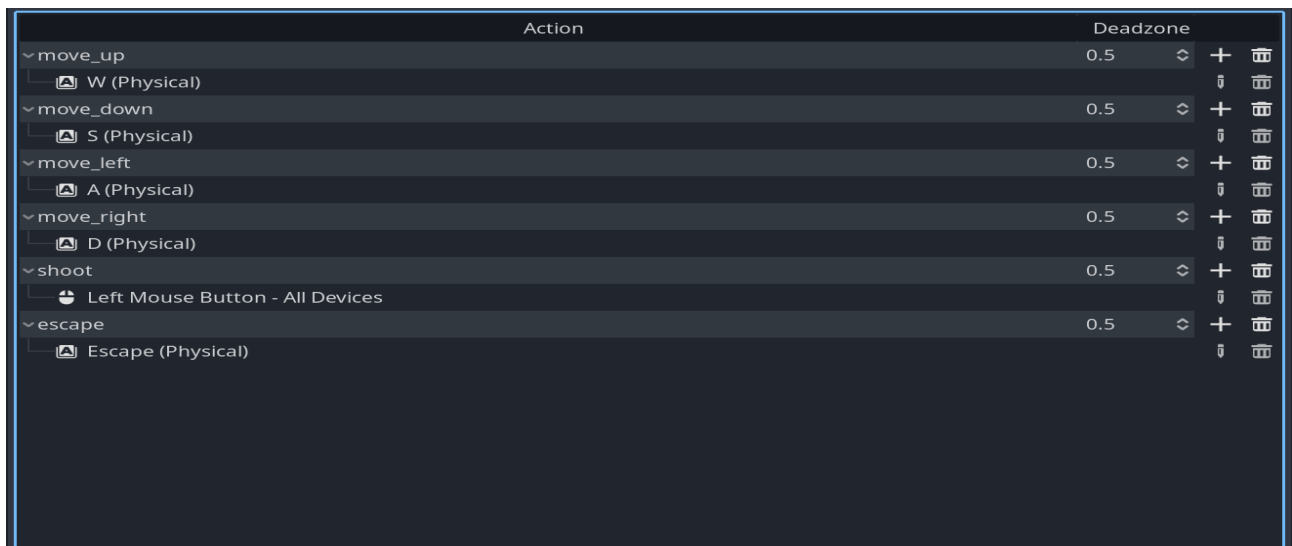 Action Deadzone
move_up 0.5
W (Physical)
move_down 0.5
S (Physical)
move_left 0.5
A (Physical)
move_right 0.5
D (Physical)
shoot 0.5
Left Mouse Button - All Devices
escape 0.5
Escape (Physical)